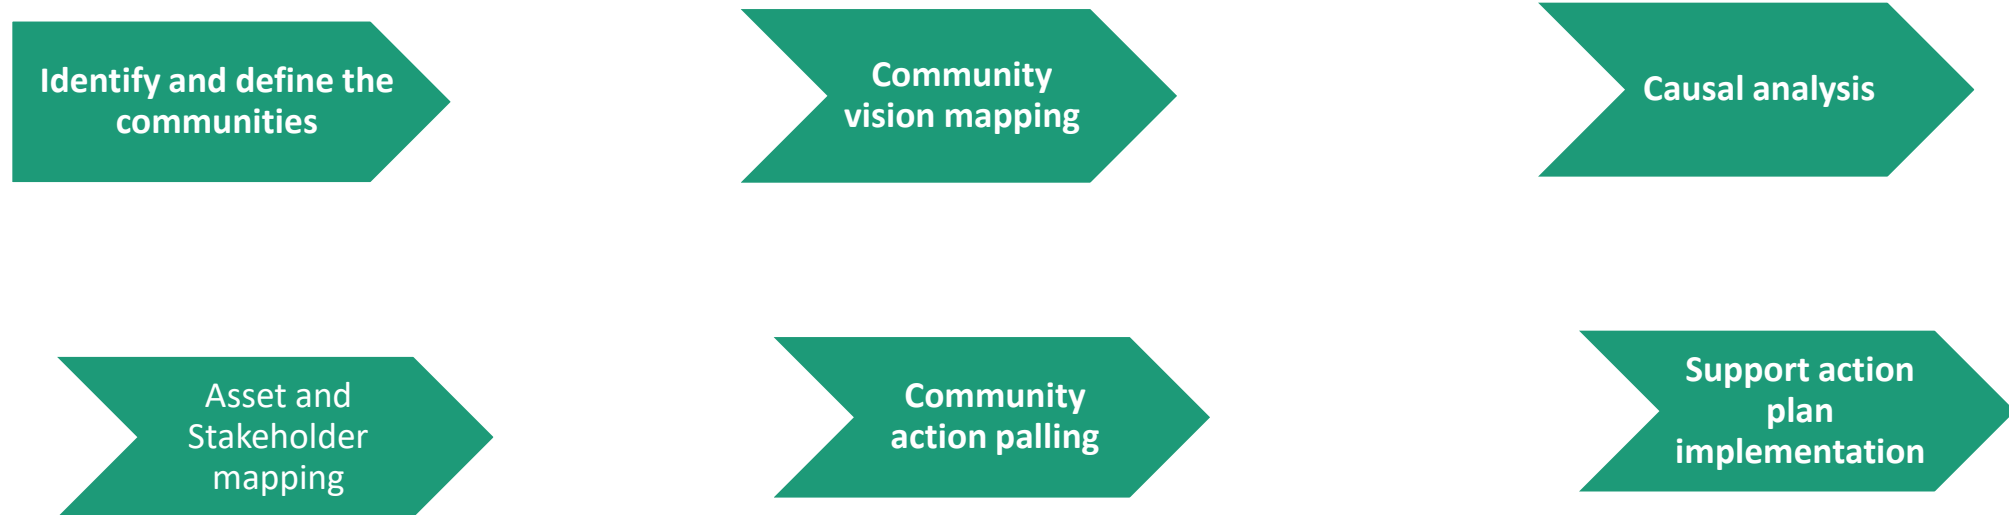 Identify and define the
communities
Community
vision mapping
Causal analysis
Asset and
Stakeholder
mapping
Community
action palling
Support action
plan
implementation